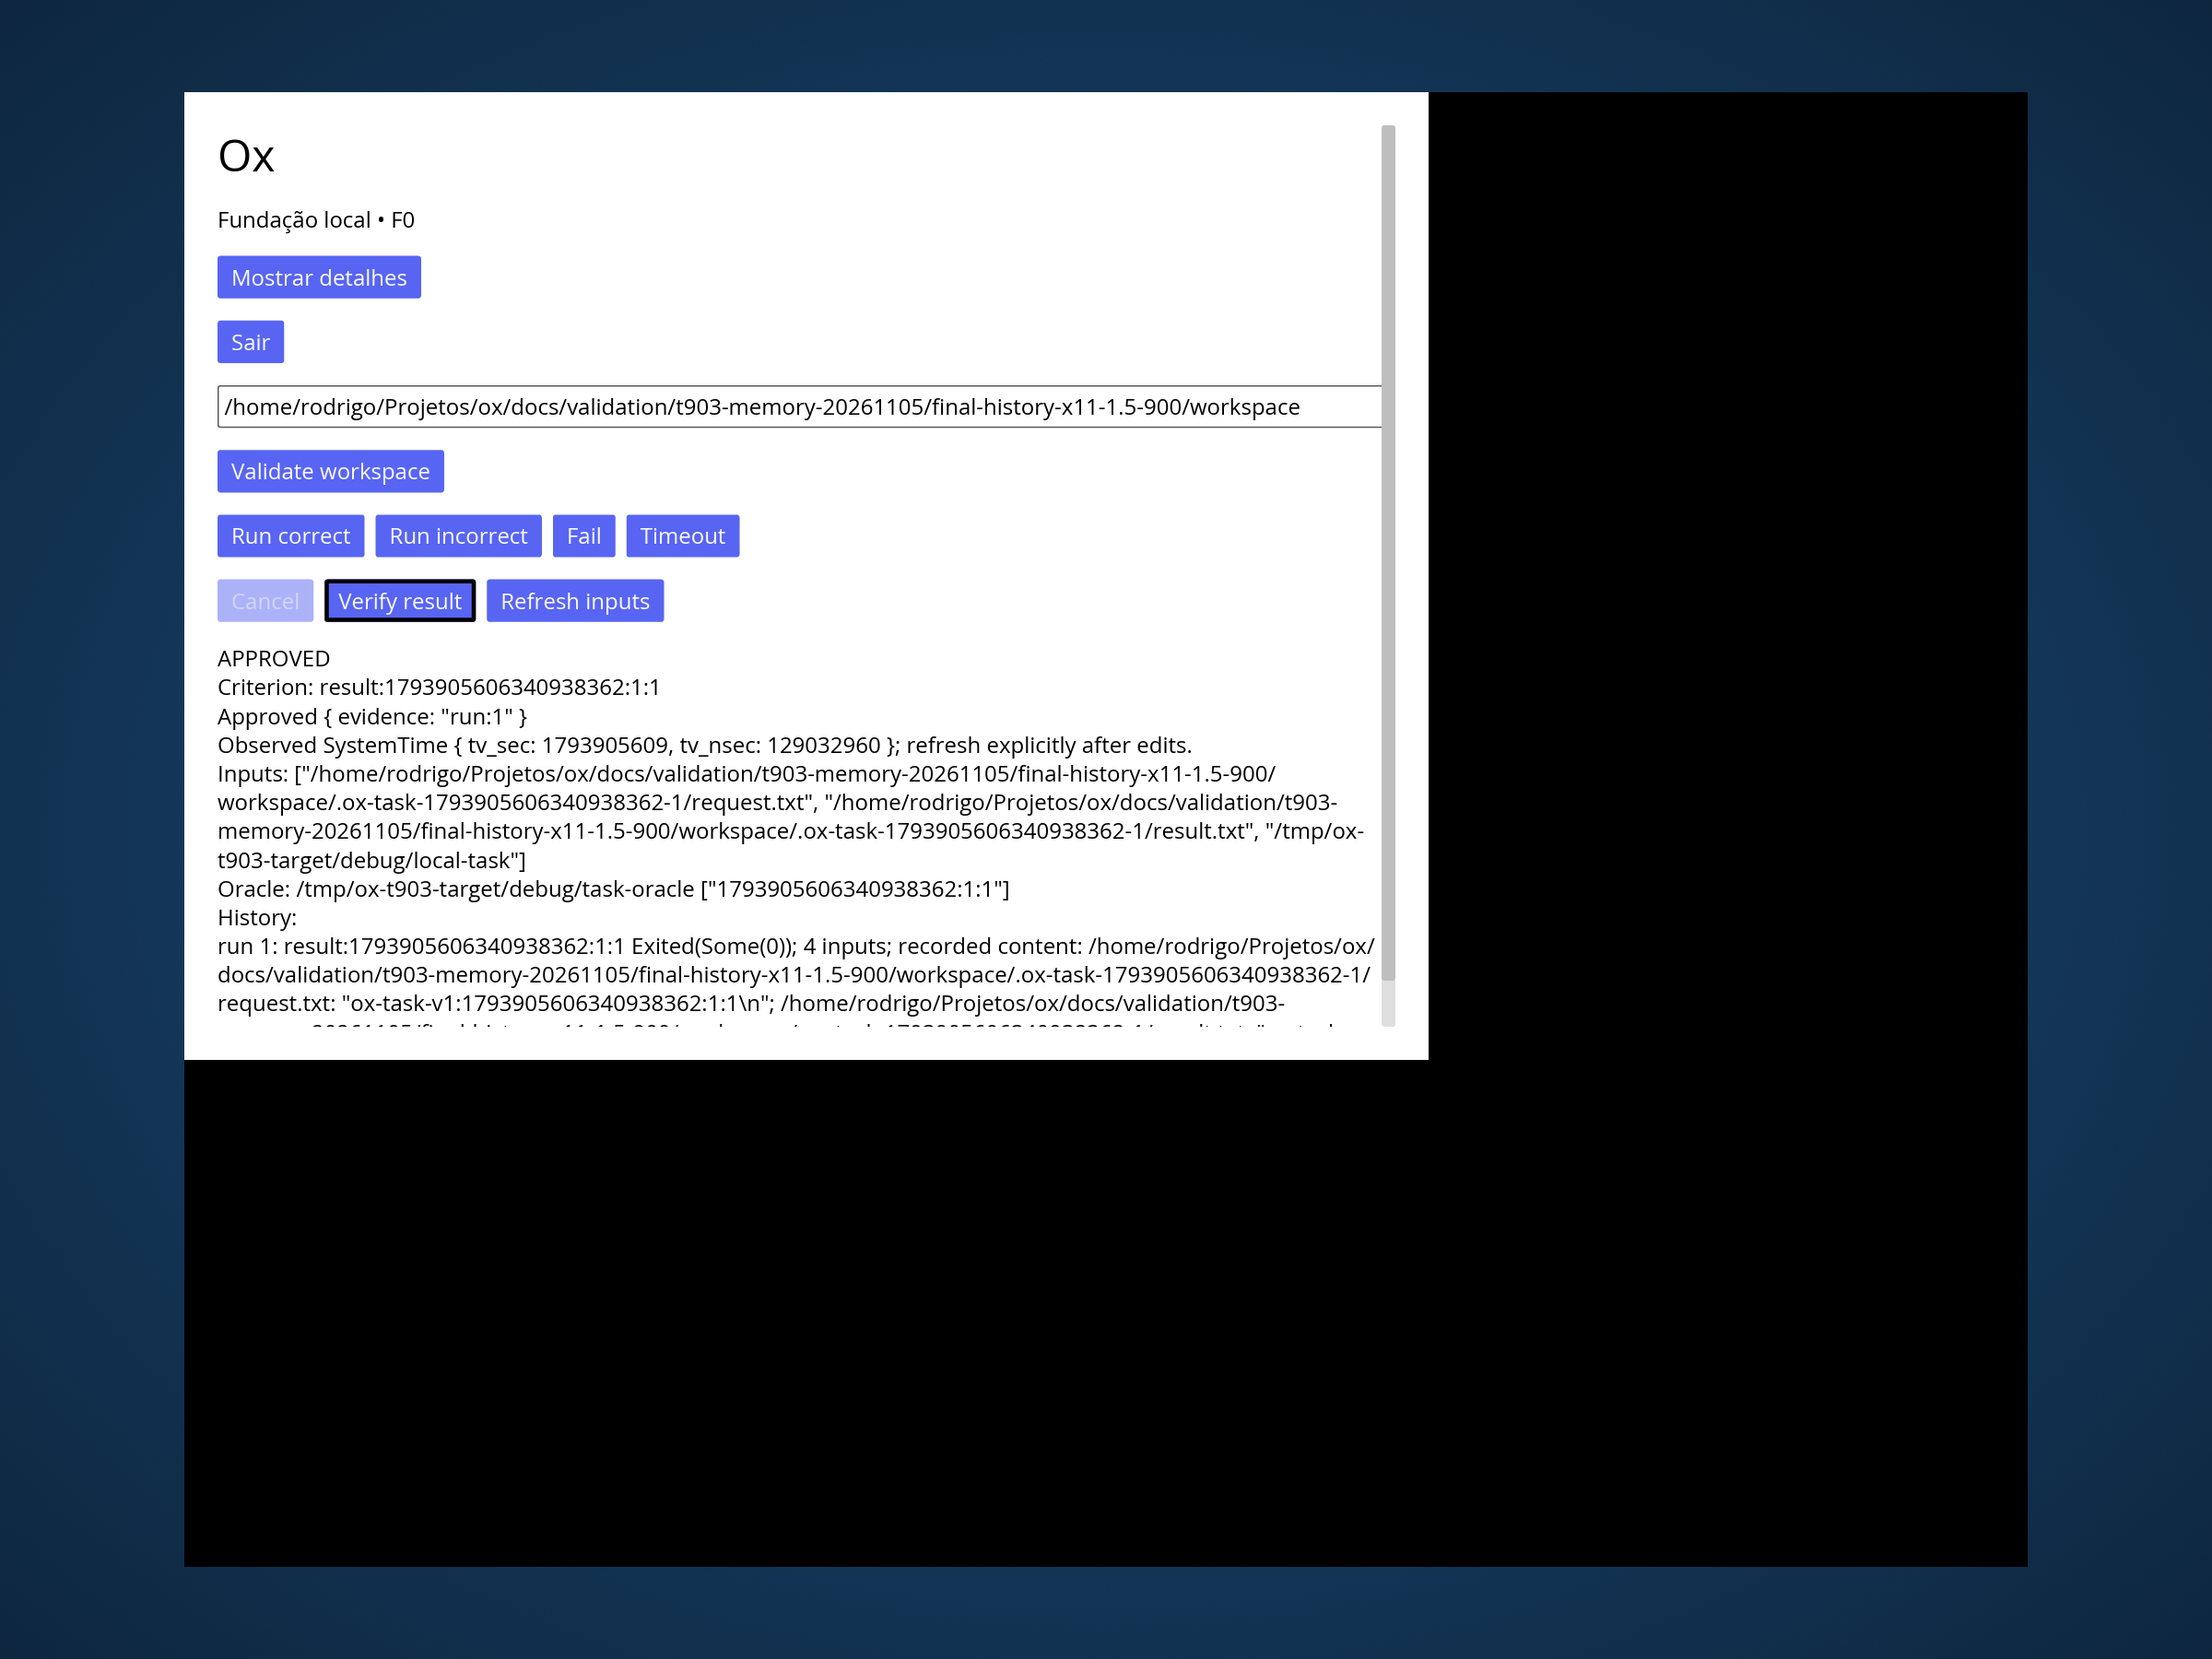 Ox
Fundação local • F0
Mostrar detalhes
Sair
/home/rodrigo/Projetos/ox/docs/validation/t903-memory-20261105/final-history-x11-1.5-900/workspace
Validate workspace
Run correct Run incorrect Fail Timeout
Cancel Verify result Refresh inputs
APPROVED
Criterion: result:1793905606340938362:1:1
Approved { evidence: "run:1" }
Observed SystemTime { tv_sec: 1793905609, tv_nsec: 129032960 }; refresh explicitly after edits.
Inputs: ["/home/rodrigo/Projetos/ox/docs/validation/t903-memory-20261105/final-history-x11-1.5-900/
workspace/.ox-task-1793905606340938362-1/request.txt", "/home/rodrigo/Projetos/ox/docs/validation/t903-
memory-20261105/final-history-x11-1.5-900/workspace/.ox-task-1793905606340938362-1/result.txt", "/tmp/ox-
t903-target/debug/local-task"]
Oracle: /tmp/ox-t903-target/debug/task-oracle ["1793905606340938362:1:1"]
History:
run 1: result:1793905606340938362:1:1 Exited(Some(0)); 4 inputs; recorded content: /home/rodrigo/Projetos/ox/
docs/validation/t903-memory-20261105/final-history-x11-1.5-900/workspace/.ox-task-1793905606340938362-1/
request.txt: "ox-task-v1:1793905606340938362:1:1\n"; /home/rodrigo/Projetos/ox/docs/validation/t903-